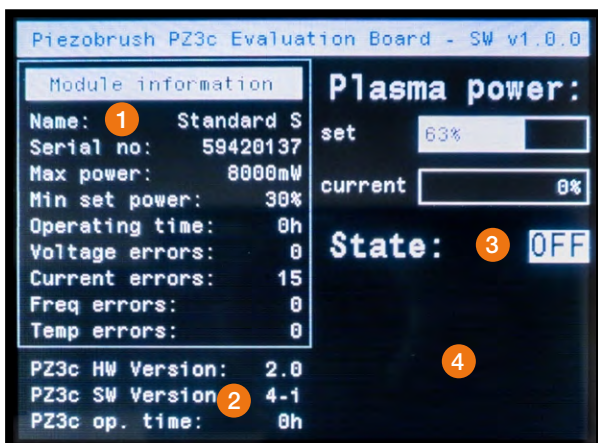 Piezobrush PZ3c Evaluation Board - SW v1.0.0
Module information
Name: 1 Standard S
Serial no: 59420137
Max power: 8000mW
Min set power: 30%
Operating time: 0h
Voltage errors: 0
Current errors: 15
Freq errors: 0
Temp errors: 0
PZ3c HW Version: 2.0
PZ3c SW Version 2 4-i
PZ3c op. time: 0h
Plasma power:
set 63%
current 0%
State: 3 OFF
4